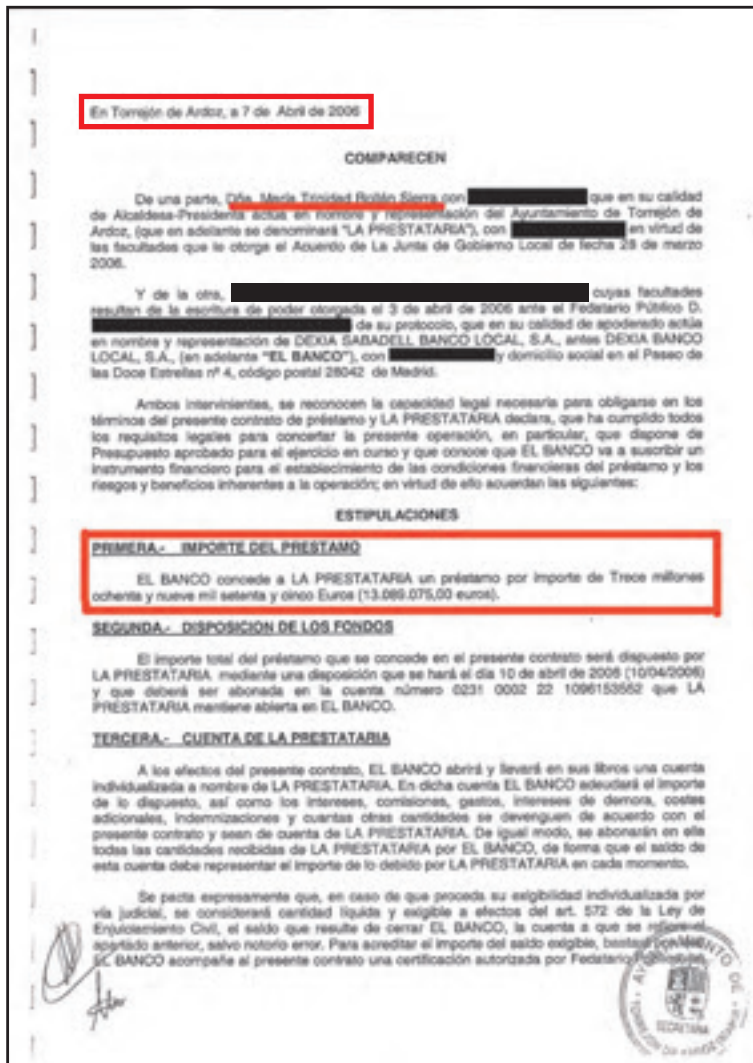 En Torrejón de Ardoz, a 7 de Abril de 2006
COMPARECEN
De una parte, Dña. María Trinidad Rollán Sierra con que en su calidad
de Alcaldesa-Presidenta actúa en nombre y representación del Ayuntamiento de Torrejón de
Ardoz, (que en adelante se denominará "LA PRESTATARIA"), con en virtud de
las facultades que le otorga el Acuerdo de La Junta de Gobierno Local de fecha 28 de marzo
2006.
Y de la otra, cuyas facultades
resultan de la escritura de poder otorgada el 3 de abril de 2006 ante el Fedatario Público D.
de su protocolo, que en su calidad de apoderado actúa
en nombre y representación de DEXIA SABADELL BANCO LOCAL, S.A., antes DEXIA BANCO
LOCAL, S.A., (en adelante "EL BANCO"), con y domicilio social en el Paseo de
las Doce Estrellas nº 4, código postal 28042 de Madrid.
Ambos intervinientes, se reconocen la capacidad legal necesaria para obligarse en los
términos del presente contrato de préstamo y LA PRESTATARIA declara, que ha cumplido todos
los requisitos legales para concertar la presente operación, en particular, que dispone de
Presupuesto aprobado para el ejercicio en curso y que conoce que EL BANCO va a suscribir un
instrumento financiero para el establecimiento de las condiciones financieras del préstamo y los
riesgos y beneficios inherentes a la operación; en virtud de ello acuerdan las siguientes:
ESTIPULACIONES
PRIMERA.- IMPORTE DEL PRESTAMO
EL BANCO concede a LA PRESTATARIA un préstamo por importe de Trece millones
ochenta y nueve mil setenta y cinco Euros (13.089.075,00 euros).
SEGUNDA.- DISPOSICION DE LOS FONDOS
El importe total del préstamo que se concede en el presente contrato será dispuesto por
LA PRESTATARIA mediante una disposición que se hará el día 10 de abril de 2006 (10/04/2006)
y que deberá ser abonada en la cuenta número 0231 0002 22 1096153552 que LA
PRESTATARIA mantiene abierta en EL BANCO.
TERCERA.- CUENTA DE LA PRESTATARIA
A los efectos del presente contrato, EL BANCO abrirá y llevará en sus libros una cuenta
individualizada a nombre de LA PRESTATARIA. En dicha cuenta EL BANCO adeudará el importe
de lo dispuesto, así como los intereses, comisiones, gastos, intereses de demora, costes
adicionales, indemnizaciones y cuantas otras cantidades se devenguen de acuerdo con el
presente contrato y sean de cuenta de LA PRESTATARIA. De igual modo, se abonarán en ella
todas las cantidades recibidas de LA PRESTATARIA por EL BANCO, de forma que el saldo de
esta cuenta debe representar el importe de lo debido por LA PRESTATARIA en cada momento.
Se pacta expresamente que, en caso de que proceda su exigibilidad individualizada por
vía judicial, se considerará cantidad líquida y exigible a efectos del art. 572 de la Ley de
Enjuiciamiento Civil, el saldo que resulte de cerrar EL BANCO, la cuenta a que se refiere el
apartado anterior, salvo notorio error. Para acreditar el importe del saldo exigible, bastará
EL BANCO acompañe al presente contrato una certificación autorizada por Fedatario
AYUNTAMIENTO DE
SECRETARIA